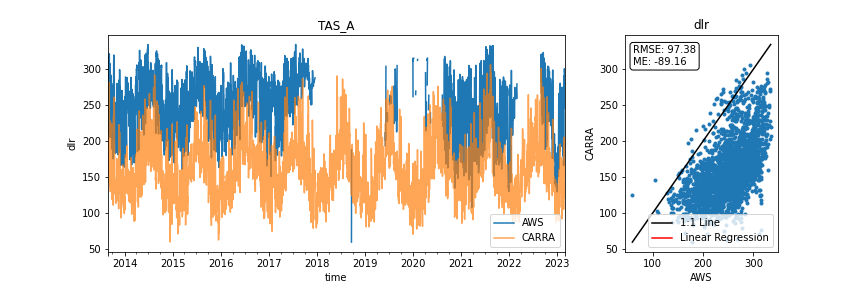 TAS_A
dlr
300
250
200
150
100
50
2014
2015
2016
2017
2018
2019
2020
2021
2022
2023
time
AWS
CARRA
dlr
RMSE: 97.38
ME: -89.16
CARRA
300
250
200
150
100
50
100
200
300
AWS
1:1 Line
Linear Regression